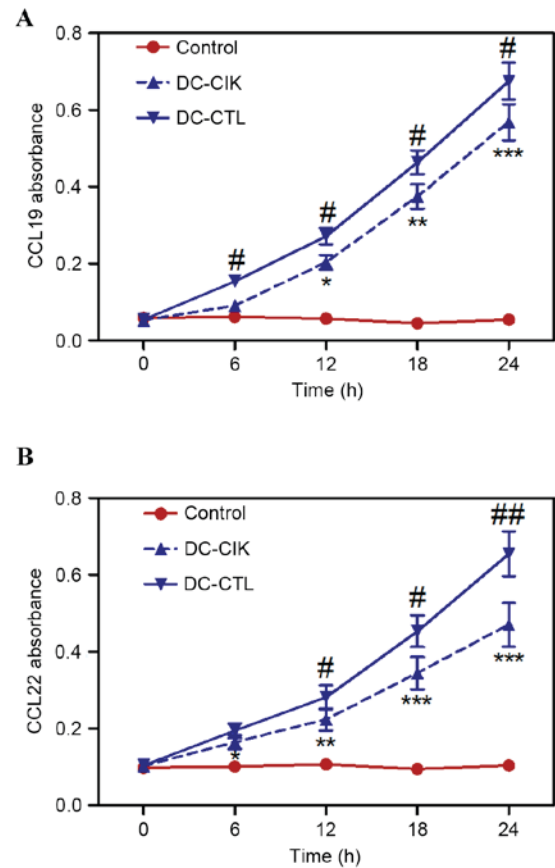 A
0.8
Control
DC-CIK
DC-CTL
0.6
0.4
0.2
0.0
CCL19 absorbance
#
#
#
#
*
**
***
0 6 12 18 24
Time (h)
B
0.8
Control
DC-CIK
DC-CTL
0.6
0.4
0.2
0.0
CCL22 absorbance
#
#
##
*
**
***
***
0 6 12 18 24
Time (h)